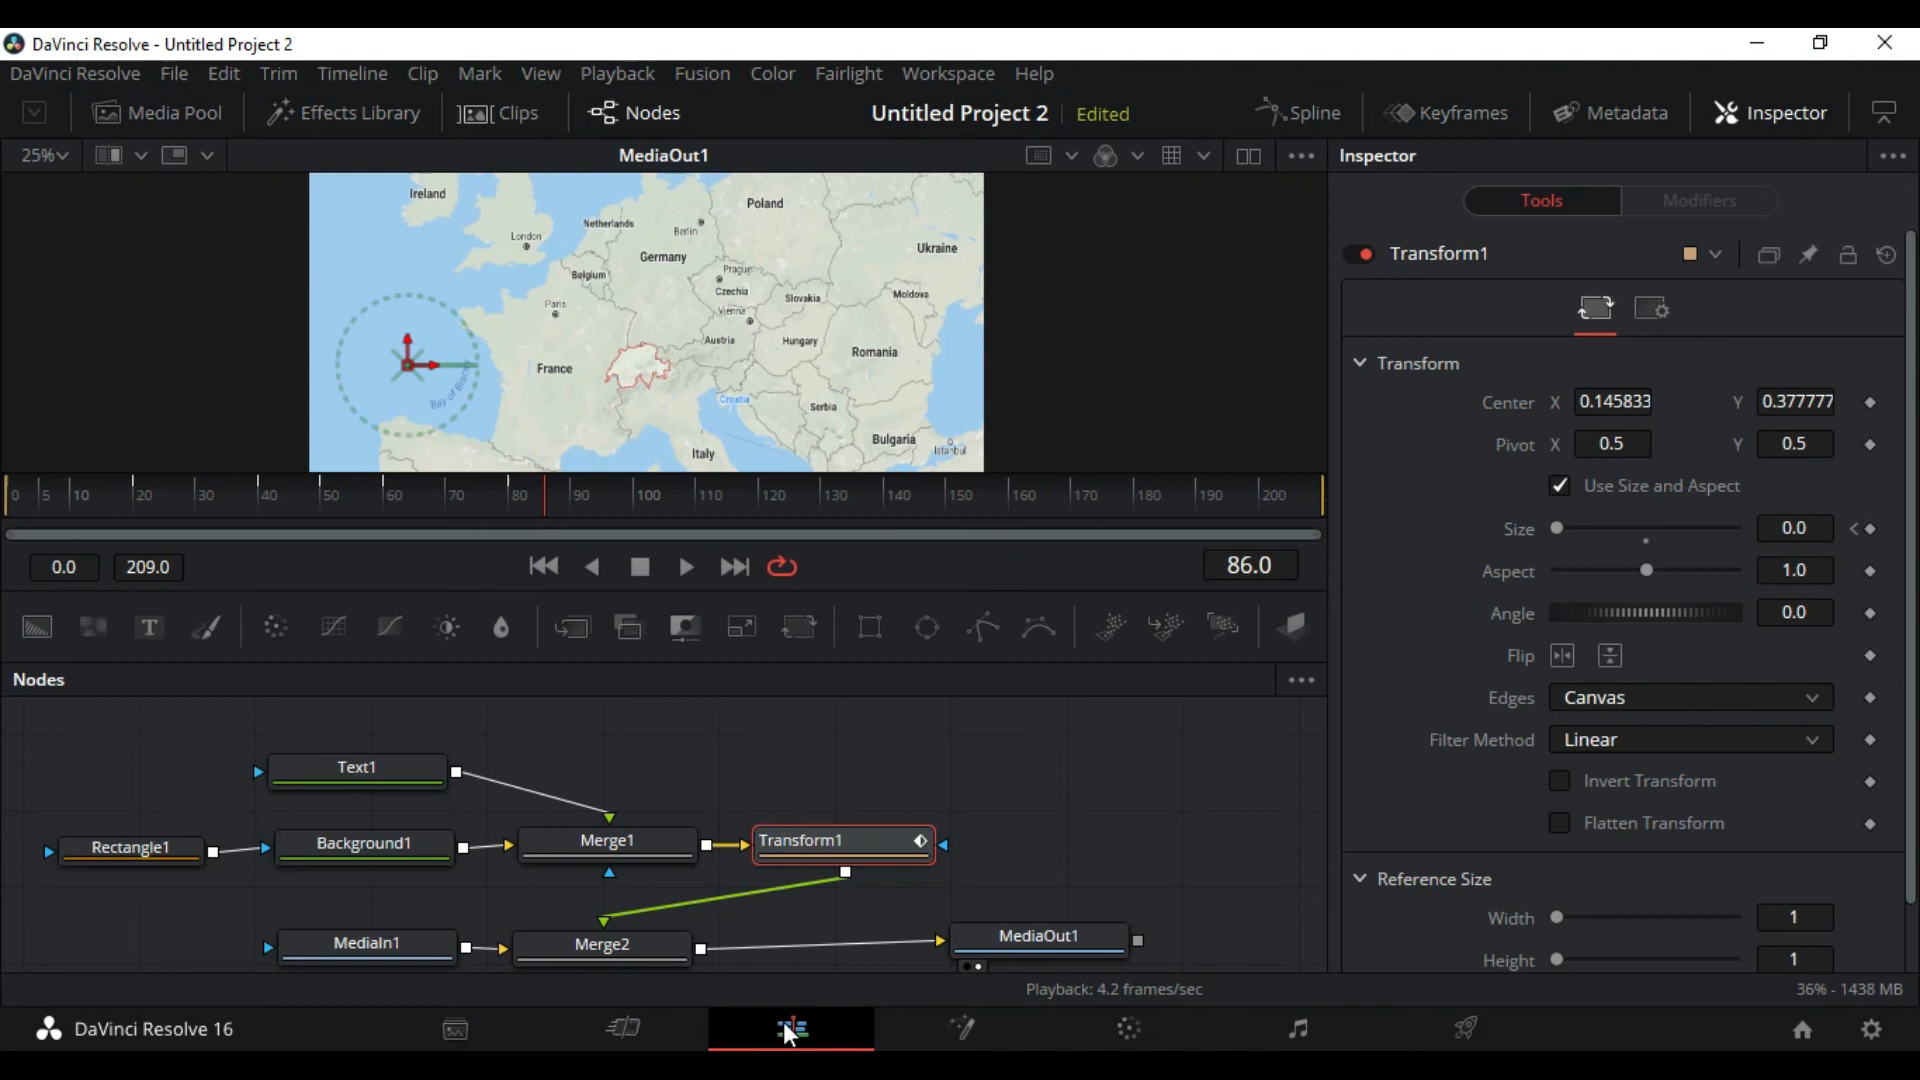 DaVinci Resolve - Untitled Project 2
DaVinci Resolve File Edit Trim Timeline Clip Mark View Playback Fusion Color Fairlight Workspace Help
Media Pool Effects Library Clips Nodes Untitled Project 2 Edited Spline Keyframes Metadata Inspector
25% MediaOut1 Inspector
Tools Modifiers
Transform1
Ireland
Poland
London
Netherlands
Berlin
Ukraine
Germany
Belgium
Prague
Czechia
Paris
Slovakia
Moldova
Vienna
Austria
Hungary
Romania
France
Bay of Biscay
Croatia
Serbia
Bulgaria
Istanbul
Italy
Transform
Center X 0.145833 Y 0.377777
Pivot X 0.5 Y 0.5
Use Size and Aspect
Size 0.0
Aspect 1.0
Angle 0.0
Flip
Edges Canvas
Filter Method Linear
Invert Transform
Flatten Transform
Reference Size
Width 1
Height 1
0 5 10 20 30 40 50 60 70 80 90 100 110 120 130 140 150 160 170 180 190 200
0.0 209.0 86.0
T
Nodes
Text1
Rectangle1 Background1 Merge1 Transform1
MediaIn1 Merge2 MediaOut1
Playback: 4.2 frames/sec 36% - 1438 MB
DaVinci Resolve 16